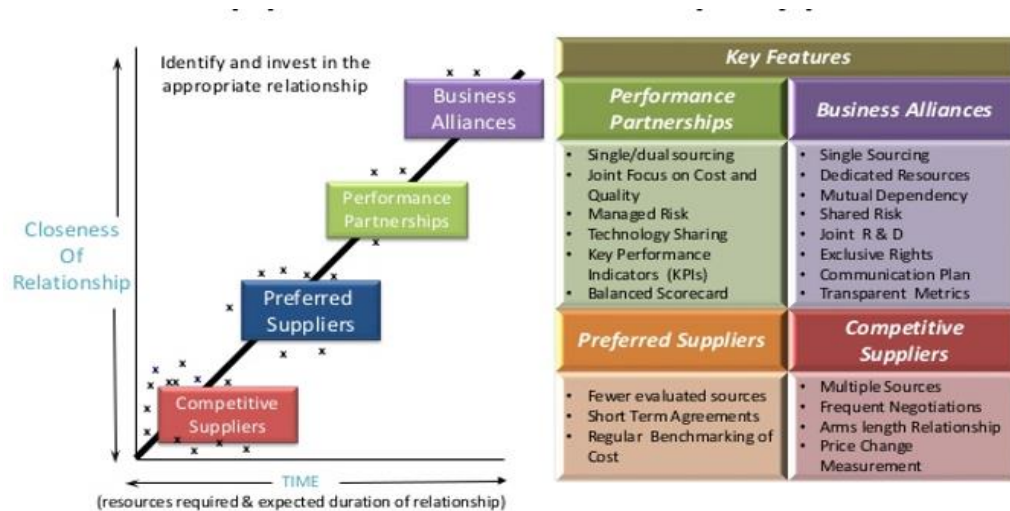 Identify and invest in the
appropriate relationship
Business
Alliances
Performance
Partnerships
Closeness
Of
Relationship
Preferred
Suppliers
Competitive
Suppliers
TIME
(resources required & expected duration of relationship)
Key Features
Performance
Partnerships
• Single/dual sourcing
• Joint Focus on Cost and
Quality
• Managed Risk
• Technology Sharing
• Key Performance
Indicators (KPIs)
• Balanced Scorecard
Business Alliances
• Single Sourcing
• Dedicated Resources
• Mutual Dependency
• Shared Risk
• Joint R & D
• Exclusive Rights
• Communication Plan
• Transparent Metrics
Preferred Suppliers
• Fewer evaluated sources
• Short Term Agreements
• Regular Benchmarking of
Cost
Competitive
Suppliers
• Multiple Sources
• Frequent Negotiations
• Arms length Relationship
• Price Change
Measurement